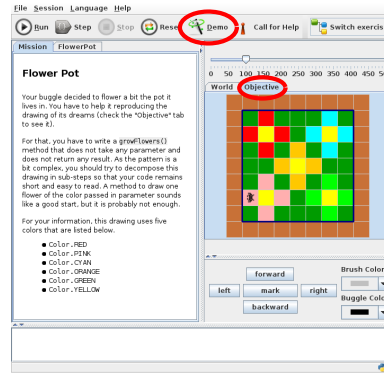 File Session Language Help
Run Step Stop Rese Demo Call for Help Switch exercis
Mission FlowerPot
Flower Pot
Your buggle decided to flower a bit the pot it
lives in. You have to help it reproducing the
drawing of its dreams (check the "Objective" tab
to see it).
For that, you have to write a growFlowers()
method that does not take any parameter and
does not return any result. As the pattern is a
bit complex, you should try to decompose this
drawing in sub-steps so that your code remains
short and easy to read. A method to draw one
flower of the color passed in parameter sounds
like a good start, but it is probably not enough.
For your information, this drawing uses five
colors that are listed below.
Color.RED
Color.PINK
Color.CYAN
Color.ORANGE
Color.GREEN
Color.YELLOW
0 50 100 150 200 250 300 350 400 450 50
World Objective
forward
left mark right
backward
Brush Color
Buggle Colo